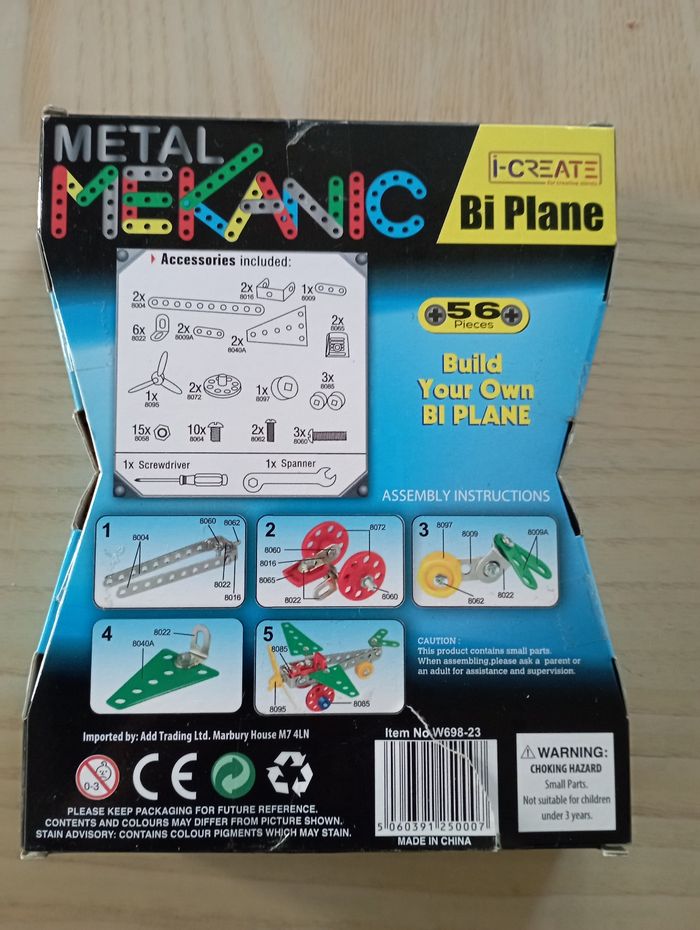 METAL
MEKANIC
i-CREATE
for creative minds
Bi Plane
Accessories included:
2x
8004
2x
8016
1x
8009
6x
8022
2x
8009A
2x
8040A
2x
8065
1x
8095
2x
8072
1x
8097
3x
8085
15x
8058
10x
8064
2x
8062
3x
8060
1x Screwdriver
1x Spanner
56
Pieces
Build
Your Own
BI PLANE
ASSEMBLY INSTRUCTIONS
1
8004
8060
8062
8022
8016
2
8072
8060
8016
8065
8022
8060
3
8097
8009
8009A
8062
8022
4
8022
8040A
5
8085
8095
8085
CAUTION :
This product contains small parts.
When assembling,please ask a parent or
an adult for assistance and supervision.
Imported by: Add Trading Ltd. Marbury House M7 4LN
0-3
CE
PLEASE KEEP PACKAGING FOR FUTURE REFERENCE.
CONTENTS AND COLOURS MAY DIFFER FROM PICTURE SHOWN.
STAIN ADVISORY: CONTAINS COLOUR PIGMENTS WHICH MAY STAIN.
Item No W698-23
5 060391 250007
MADE IN CHINA
WARNING:
CHOKING HAZARD
Small Parts.
Not suitable for children
under 3 years.